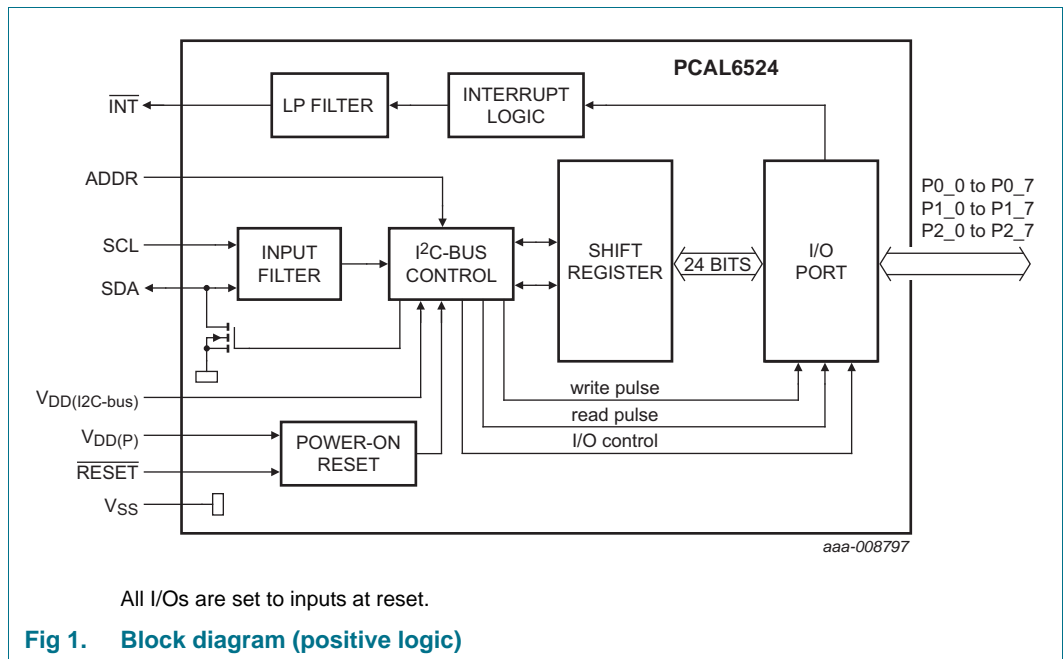 PCAL6524
INT
LP FILTER
INTERRUPT
LOGIC
ADDR
P0_0 to P0_7
P1_0 to P1_7
P2_0 to P2_7
SCL
INPUT
FILTER
I2C-BUS
CONTROL
SHIFT
REGISTER
24 BITS
I/O
PORT
SDA
write pulse
VDD(I2C-bus)
read pulse
VDD(P)
POWER-ON
RESET
I/O control
RESET
VSS
aaa-008797
All I/Os are set to inputs at reset.
Fig 1. Block diagram (positive logic)